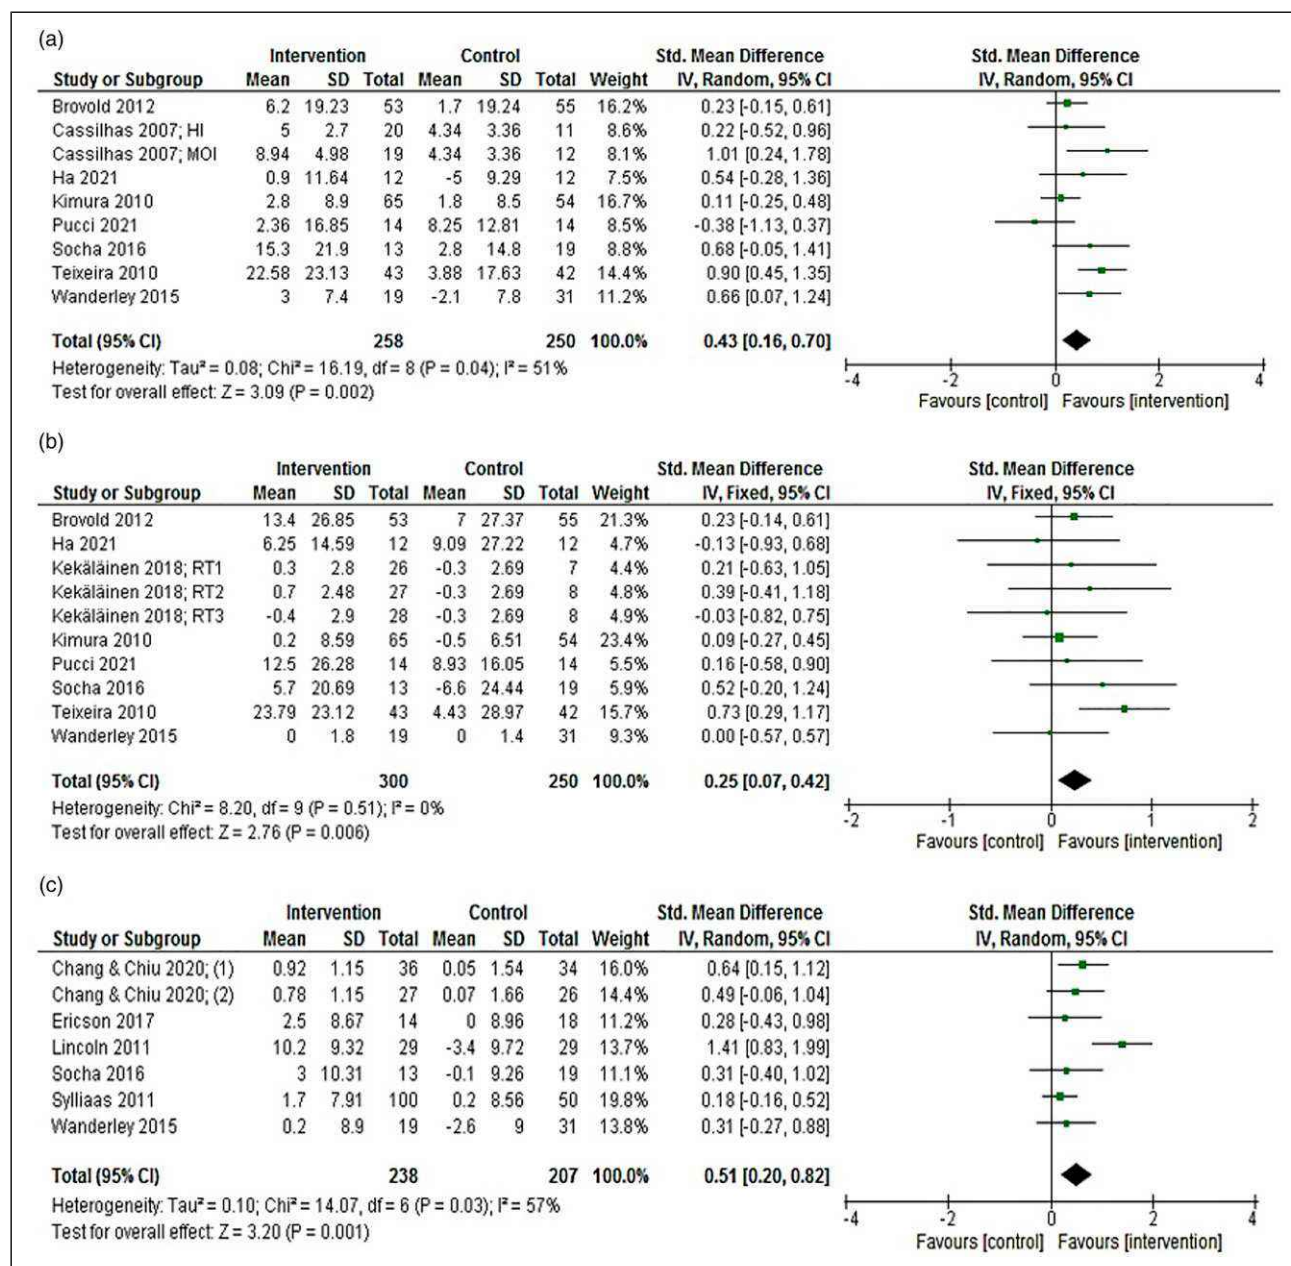 (a)
Intervention Control Std. Mean Difference Std. Mean Difference
Study or Subgroup Mean SD Total Mean SD Total Weight IV, Random, 95% CI IV, Random, 95% CI
Brovold 2012 6.2 19.23 53 1.7 19.24 55 16.2% 0.23 [-0.15, 0.61]
Cassilhas 2007; HI 5 2.7 20 4.34 3.36 11 8.6% 0.22 [-0.52, 0.96]
Cassilhas 2007; MOI 8.94 4.98 19 4.34 3.36 12 8.1% 1.01 [0.24, 1.78]
Ha 2021 0.9 11.64 12 -5 9.29 12 7.5% 0.54 [-0.28, 1.36]
Kimura 2010 2.8 8.9 65 1.8 8.5 54 16.7% 0.11 [-0.25, 0.48]
Pucci 2021 2.36 16.85 14 8.25 12.81 14 8.5% -0.38 [-1.13, 0.37]
Socha 2016 15.3 21.9 13 2.8 14.8 19 8.8% 0.68 [-0.05, 1.41]
Teixeira 2010 22.58 23.13 43 3.88 17.63 42 14.4% 0.90 [0.45, 1.35]
Wanderley 2015 3 7.4 19 -2.1 7.8 31 11.2% 0.66 [0.07, 1.24]
Total (95% CI) 258 250 100.0% 0.43 [0.16, 0.70]
Heterogeneity: Tau² = 0.08; Chi² = 16.19, df = 8 (P = 0.04); I² = 51%
Test for overall effect: Z = 3.09 (P = 0.002)
-4 -2 0 2 4
Favours [control] Favours [intervention]
(b)
Intervention Control Std. Mean Difference Std. Mean Difference
Study or Subgroup Mean SD Total Mean SD Total Weight IV, Fixed, 95% CI IV, Fixed, 95% CI
Brovold 2012 13.4 26.85 53 7 27.37 55 21.3% 0.23 [-0.14, 0.61]
Ha 2021 6.25 14.59 12 9.09 27.22 12 4.7% -0.13 [-0.93, 0.68]
Kekäläinen 2018; RT1 0.3 2.8 26 -0.3 2.69 7 4.4% 0.21 [-0.63, 1.05]
Kekäläinen 2018; RT2 0.7 2.48 27 -0.3 2.69 8 4.8% 0.39 [-0.41, 1.18]
Kekäläinen 2018; RT3 -0.4 2.9 28 -0.3 2.69 8 4.9% -0.03 [-0.82, 0.75]
Kimura 2010 0.2 8.59 65 -0.5 6.51 54 23.4% 0.09 [-0.27, 0.45]
Pucci 2021 12.5 26.28 14 8.93 16.05 14 5.5% 0.16 [-0.58, 0.90]
Socha 2016 5.7 20.69 13 -6.6 24.44 19 5.9% 0.52 [-0.20, 1.24]
Teixeira 2010 23.79 23.12 43 4.43 28.97 42 15.7% 0.73 [0.29, 1.17]
Wanderley 2015 0 1.8 19 0 1.4 31 9.3% 0.00 [-0.57, 0.57]
Total (95% CI) 300 250 100.0% 0.25 [0.07, 0.42]
Heterogeneity: Chi² = 8.20, df = 9 (P = 0.51); I² = 0%
Test for overall effect: Z = 2.76 (P = 0.006)
-2 -1 0 1 2
Favours [control] Favours [intervention]
(c)
Intervention Control Std. Mean Difference Std. Mean Difference
Study or Subgroup Mean SD Total Mean SD Total Weight IV, Random, 95% CI IV, Random, 95% CI
Chang & Chiu 2020; (1) 0.92 1.15 36 0.05 1.54 34 16.0% 0.64 [0.15, 1.12]
Chang & Chiu 2020; (2) 0.78 1.15 27 0.07 1.66 26 14.4% 0.49 [-0.06, 1.04]
Ericson 2017 2.5 8.67 14 0 8.96 18 11.2% 0.28 [-0.43, 0.98]
Lincoln 2011 10.2 9.32 29 -3.4 9.72 29 13.7% 1.41 [0.83, 1.99]
Socha 2016 3 10.31 13 -0.1 9.26 19 11.1% 0.31 [-0.40, 1.02]
Sylliaas 2011 1.7 7.91 100 0.2 8.56 50 19.8% 0.18 [-0.16, 0.52]
Wanderley 2015 0.2 8.9 19 -2.6 9 31 13.8% 0.31 [-0.27, 0.88]
Total (95% CI) 238 207 100.0% 0.51 [0.20, 0.82]
Heterogeneity: Tau² = 0.10; Chi² = 14.07, df = 6 (P = 0.03); I² = 57%
Test for overall effect: Z = 3.20 (P = 0.001)
-4 -2 0 2 4
Favours [control] Favours [intervention]